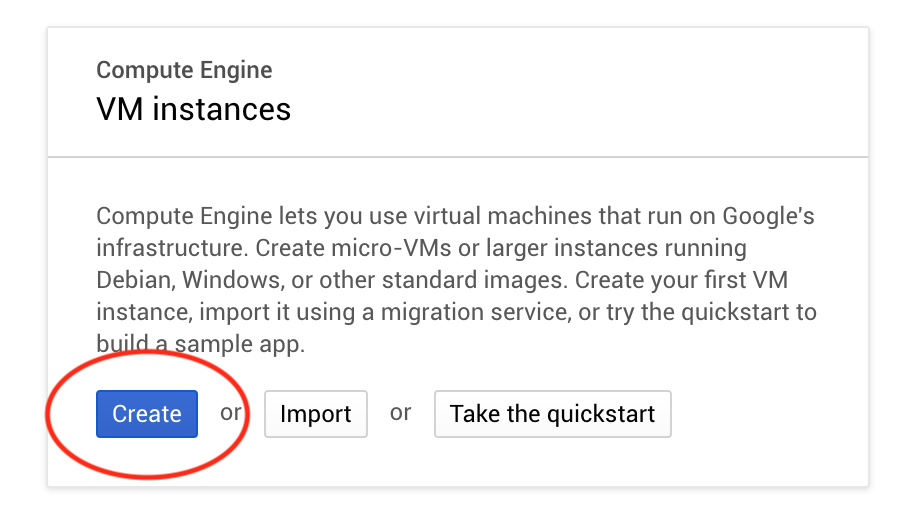 Compute Engine
VM instances
Compute Engine lets you use virtual machines that run on Google's
infrastructure. Create micro-VMs or larger instances running
Debian, Windows, or other standard images. Create your first VM
instance, import it using a migration service, or try the quickstart to
build a sample app.
Create or Import or Take the quickstart